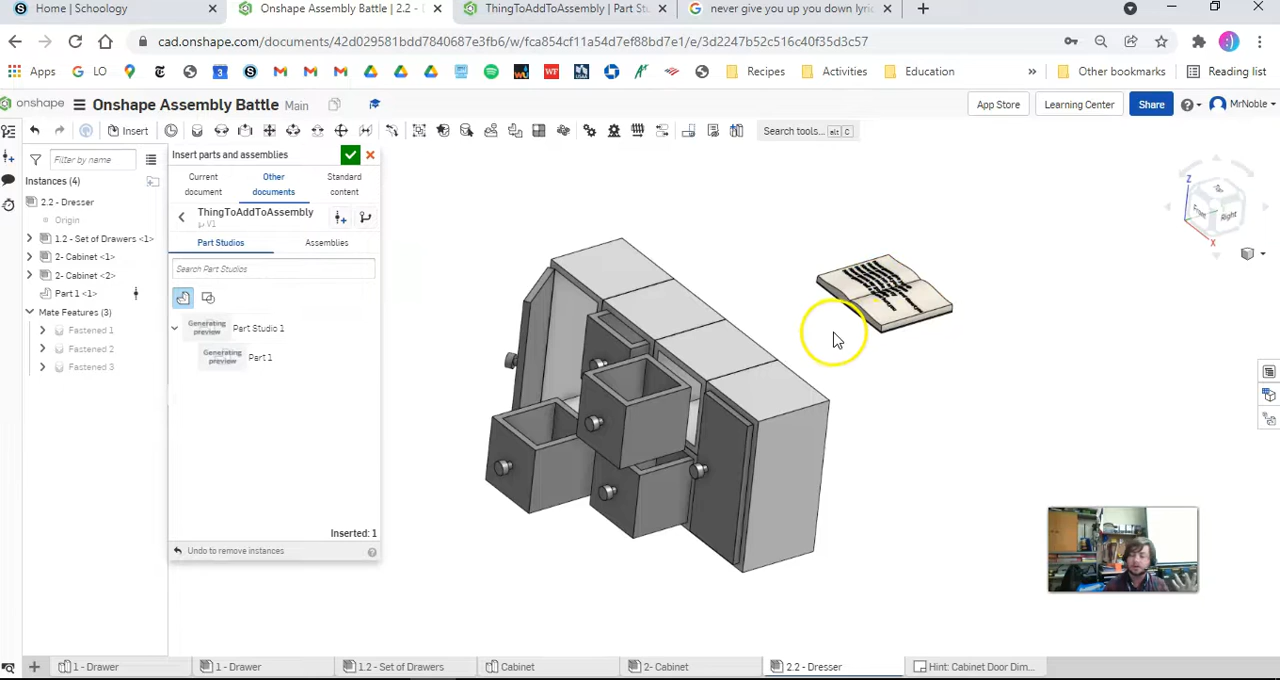 Home | Schoology
Onshape Assembly Battle | 2.2 -
ThingToAddToAssembly | Part St
never give you up you down lyric
cad.onshape.com/documents/42d029581bdd7840687e3fb6/w/fca854cf11a54d7ef88bd7e1/e/3d2247b52c516c40f35d3c57
Apps
LO
Recipes
Activities
Education
»
Other bookmarks
Reading list
onshape
Onshape Assembly Battle Main
App Store
Learning Center
Share
MrNoble
Insert
Search tools... alt C
Filter by name
Instances (4)
2.2 - Dresser
Origin
1.2 - Set of Drawers <1>
2- Cabinet <1>
2- Cabinet <2>
Part 1 <1>
Mate Features (3)
Fastened 1
Fastened 2
Fastened 3
Insert parts and assemblies
Current document
Other documents
Standard content
ThingToAddToAssembly
V1
Part Studios
Assemblies
Search Part Studios
Generating preview
Part Studio 1
Generating preview
Part 1
Inserted: 1
Undo to remove instances
Z
Top
Front
Right
X
1 - Drawer
1 - Drawer
1.2 - Set of Drawers
Cabinet
2- Cabinet
2.2 - Dresser
Hint: Cabinet Door Dim...